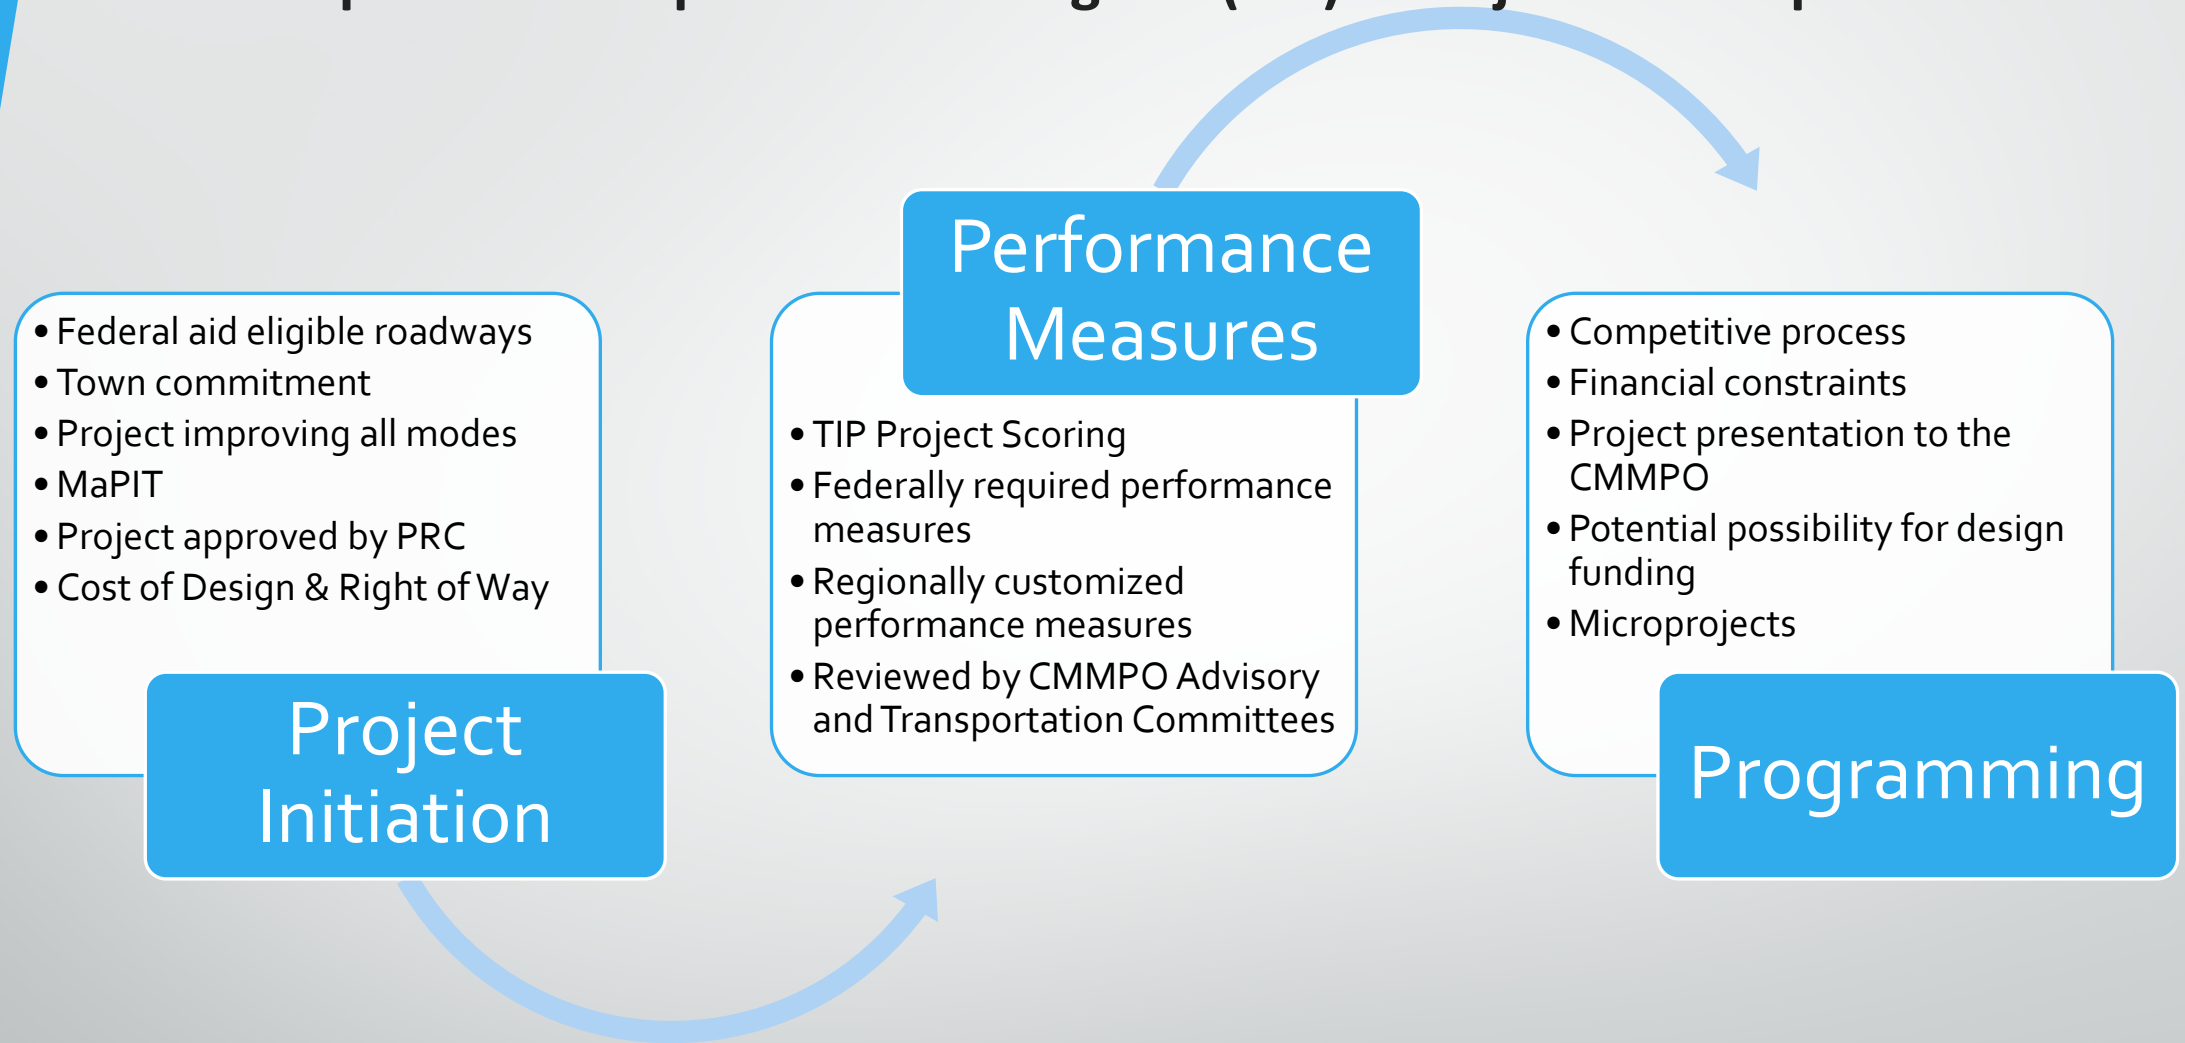 • Federal aid eligible roadways
• Town commitment
• Project improving all modes
• MaPIT
• Project approved by PRC
• Cost of Design & Right of Way
Project
Initiation
Performance
Measures
• TIP Project Scoring
• Federally required performance
measures
• Regionally customized
performance measures
• Reviewed by CMMPO Advisory
and Transportation Committees
• Competitive process
• Financial constraints
• Project presentation to the
CMMPO
• Potential possibility for design
funding
• Microprojects
Programming